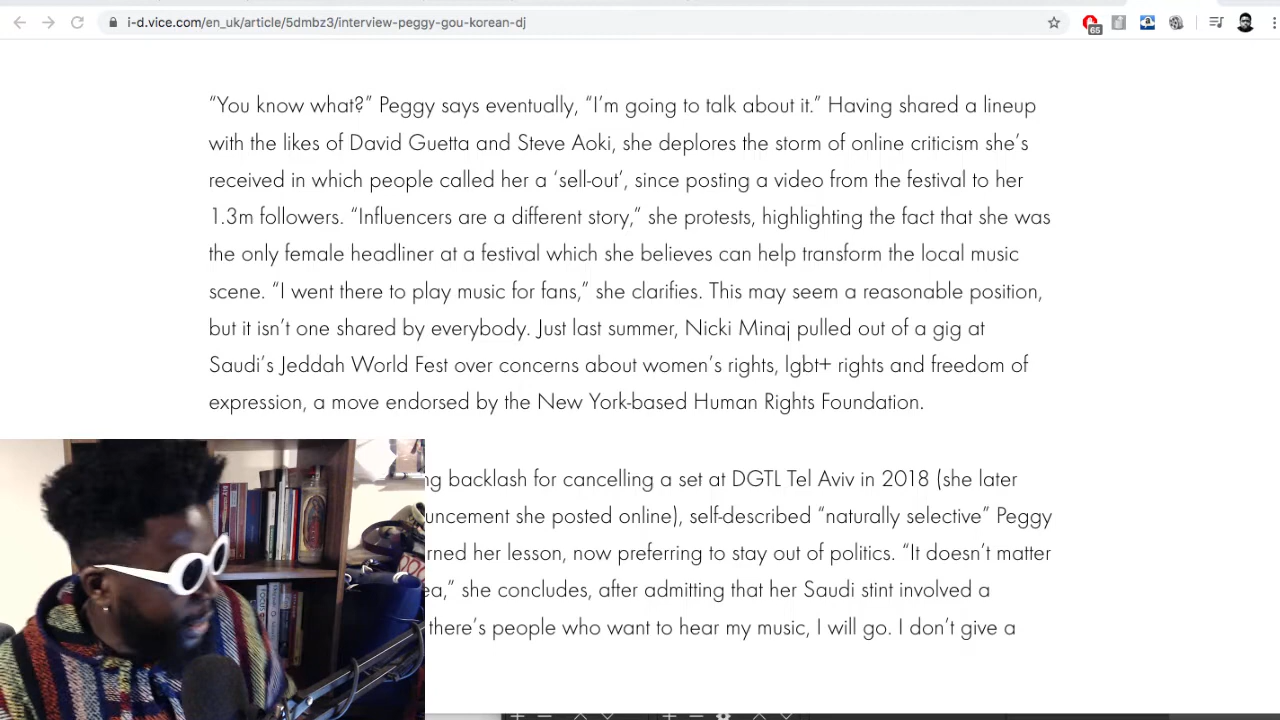 i-d.vice.com/en_uk/article/5dmbz3/interview-peggy-gou-korean-dj
65
“You know what?” Peggy says eventually, “I’m going to talk about it.” Having shared a lineup
with the likes of David Guetta and Steve Aoki, she deplores the storm of online criticism she’s
received in which people called her a ‘sell-out’, since posting a video from the festival to her
1.3m followers. “Influencers are a different story,” she protests, highlighting the fact that she was
the only female headliner at a festival which she believes can help transform the local music
scene. “I went there to play music for fans,” she clarifies. This may seem a reasonable position,
but it isn’t one shared by everybody. Just last summer, Nicki Minaj pulled out of a gig at
Saudi’s Jeddah World Fest over concerns about women’s rights, lgbt+ rights and freedom of
expression, a move endorsed by the New York-based Human Rights Foundation.
ng backlash for cancelling a set at DGTL Tel Aviv in 2018 (she later
uncement she posted online), self-described “naturally selective” Peggy
rned her lesson, now preferring to stay out of politics. “It doesn’t matter
ea,” she concludes, after admitting that her Saudi stint involved a
there’s people who want to hear my music, I will go. I don’t give a